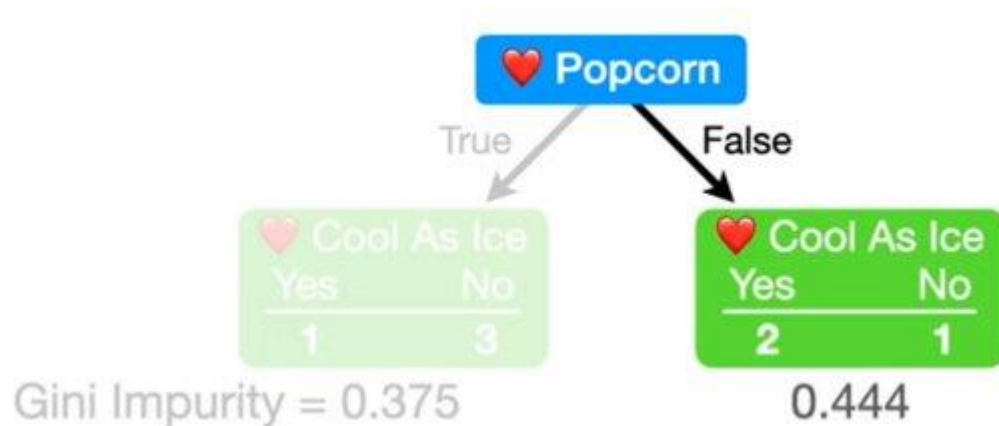 ❤️ Popcorn
True
False
❤️ Cool As Ice
Yes No
1 3
❤️ Cool As Ice
Yes No
2 1
Gini Impurity = 0.375
0.444